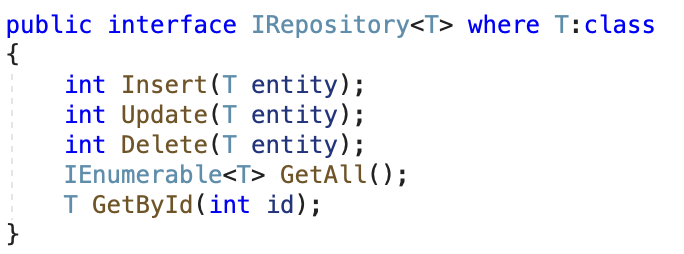 public interface IRepository<T> where T:class
{
    int Insert(T entity);
    int Update(T entity);
    int Delete(T entity);
    IEnumerable<T> GetAll();
    T GetById(int id);
}